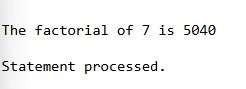 The factorial of 7 is 5040
Statement processed.